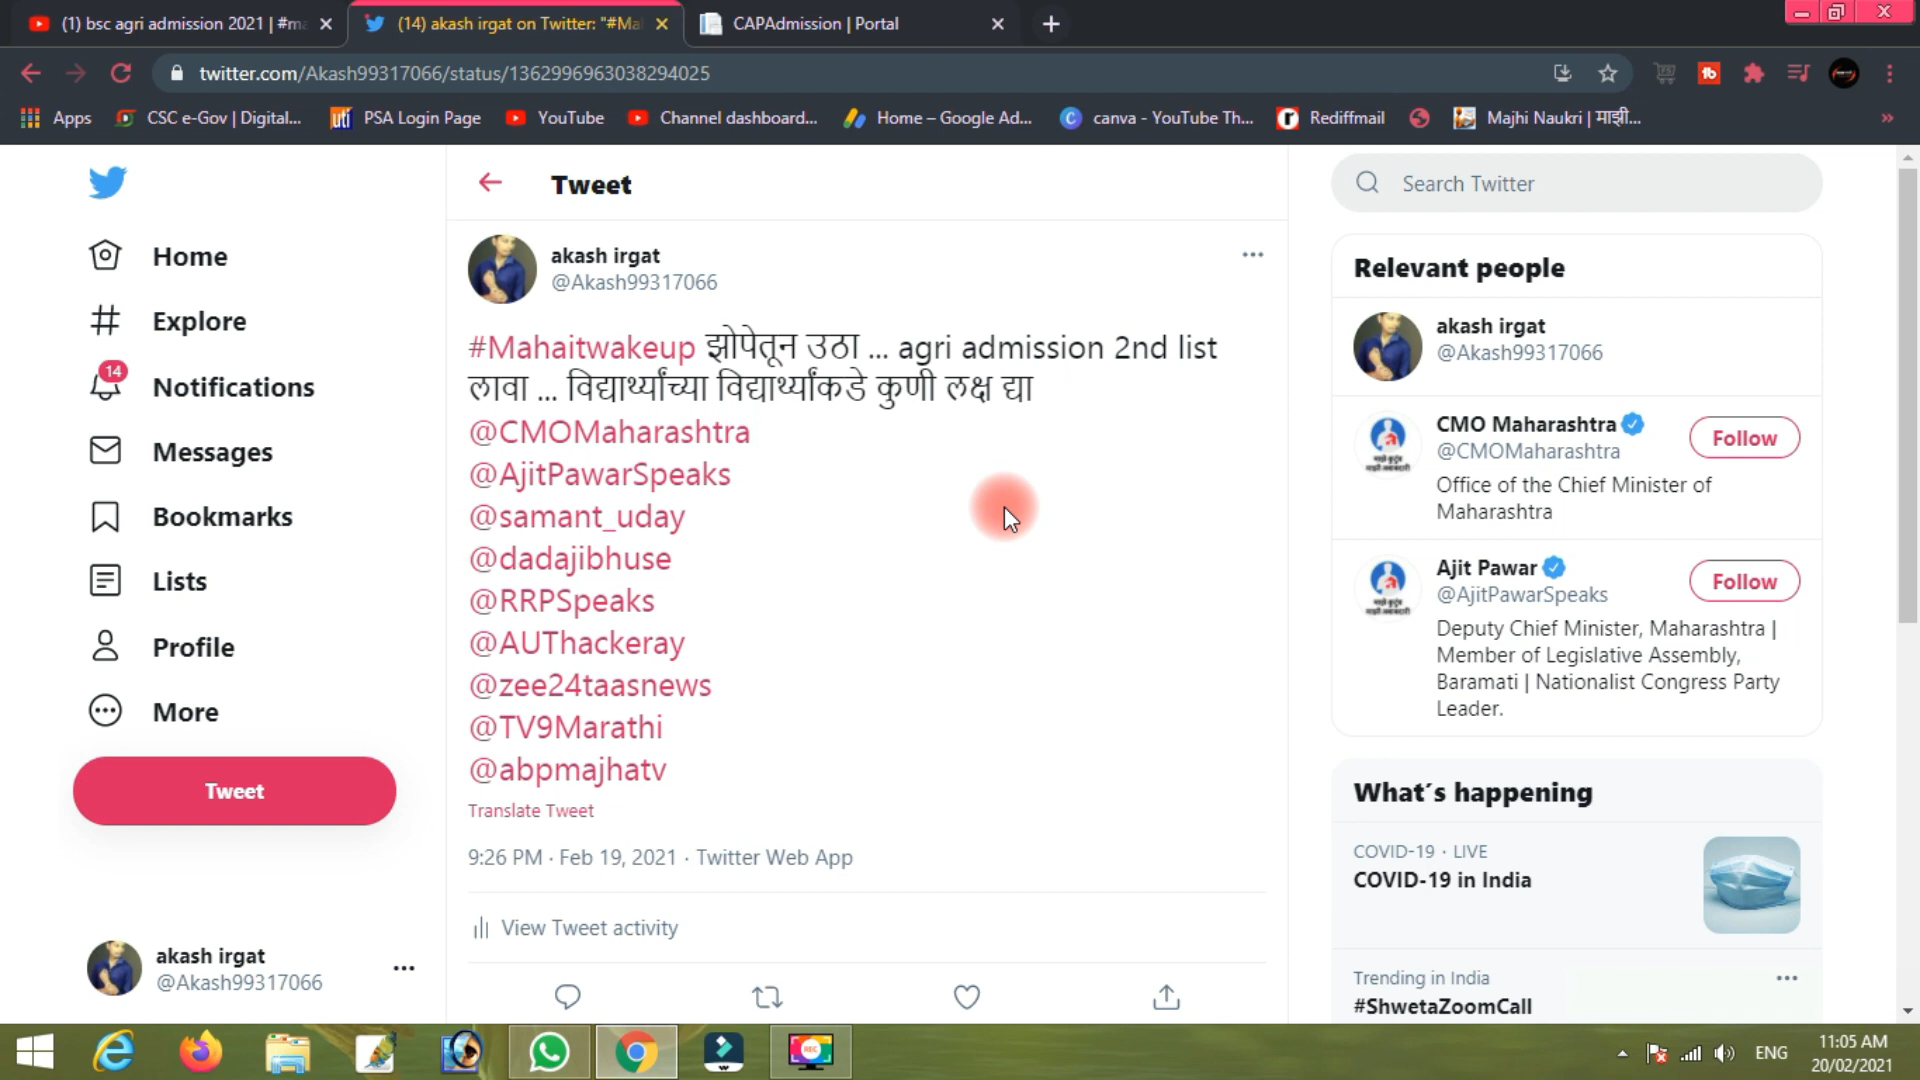 (1) bsc agri admission 2021 | #ma
(14) akash irgat on Twitter: "#Ma
CAPAdmission | Portal
twitter.com/Akash99317066/status/1362996963038294025
Apps
CSC e-Gov | Digital...
uti
PSA Login Page
YouTube
Channel dashboard...
Home – Google Ad...
canva - YouTube Th...
Rediffmail
Majhi Naukri | माझी...
Home
Explore
14
Notifications
Messages
Bookmarks
Lists
Profile
More
Tweet
akash irgat
@Akash99317066
Tweet
akash irgat
@Akash99317066
#Mahaitwakeup झोपेतून उठा ... agri admission 2nd list
लावा ... विद्यार्थ्यांच्या विद्यार्थ्यांकडे कुणी लक्ष द्या
@CMOMaharashtra
@AjitPawarSpeaks
@samant_uday
@dadajibhuse
@RRPSpeaks
@AUThackeray
@zee24taasnews
@TV9Marathi
@abpmajhatv
Translate Tweet
9:26 PM · Feb 19, 2021 · Twitter Web App
View Tweet activity
Search Twitter
Relevant people
akash irgat
@Akash99317066
CMO Maharashtra
@CMOMaharashtra
Follow
Office of the Chief Minister of
Maharashtra
Ajit Pawar
@AjitPawarSpeaks
Follow
Deputy Chief Minister, Maharashtra |
Member of Legislative Assembly,
Baramati | Nationalist Congress Party
Leader.
What's happening
COVID-19 · LIVE
COVID-19 in India
Trending in India
#ShwetaZoomCall
REC
ENG
11:05 AM
20/02/2021